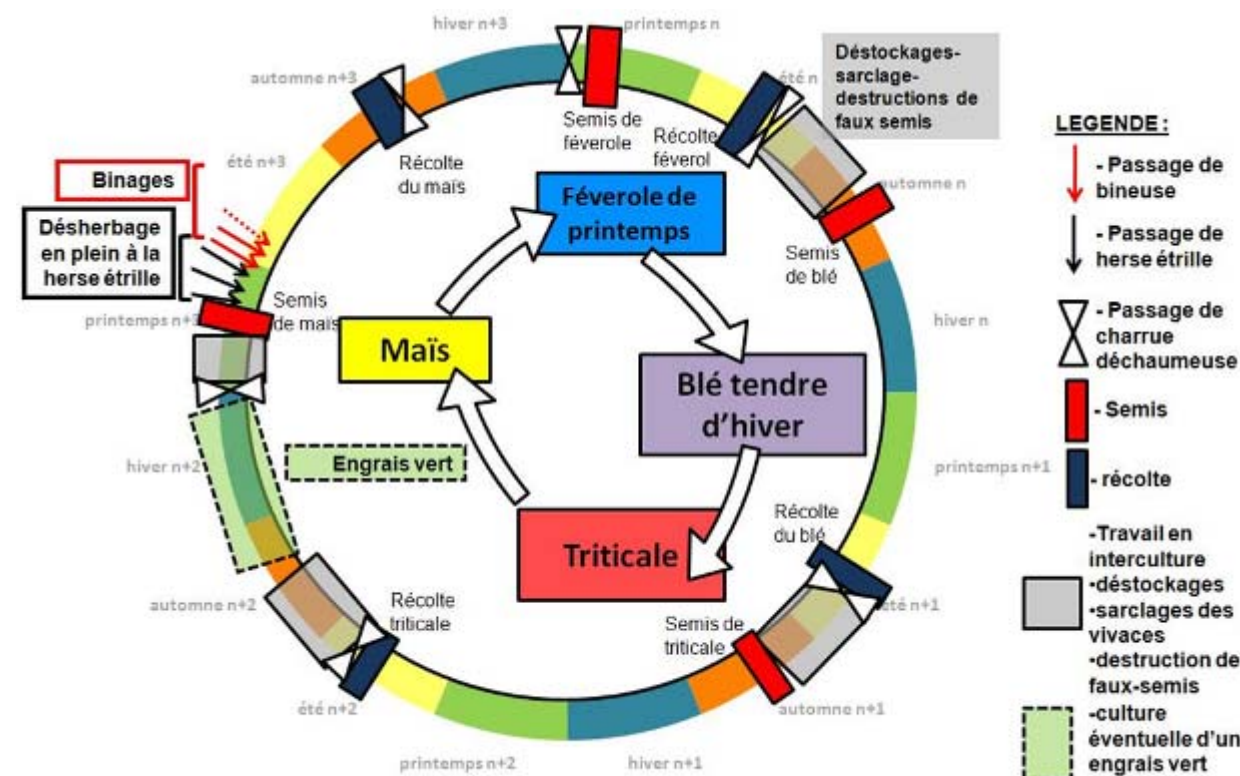 hiver n+3
printemps n
automne n+3
été n
Déstockages-
sarclage-
destructions de
faux semis
Semis de
féverole
Récolte
féverol
Récolte
du maïs
été n+3
Binages
Désherbage
en plein à la
herse étrille
printemps n+3
Semis
de maïs
Féverole de
printemps
automne n
Semis
de blé
hiver n
Maïs
Blé tendre
d'hiver
hiver n+2
Engrais vert
printemps n+1
Triticale
Récolte
du blé
automne n+2
Récolte
triticale
Semis de
triticale
été n+1
été n+2
automne n+1
printemps n+2
hiver n+1
LEGENDE :
- Passage de
bineuse
- Passage de
herse étrille
- Passage de
charrue
déchaumeuse
- Semis
- récolte
-Travail en
interculture
•déstockages
•sarclages des
vivaces
•destruction de
faux-semis
-culture
éventuelle d'un
engrais vert